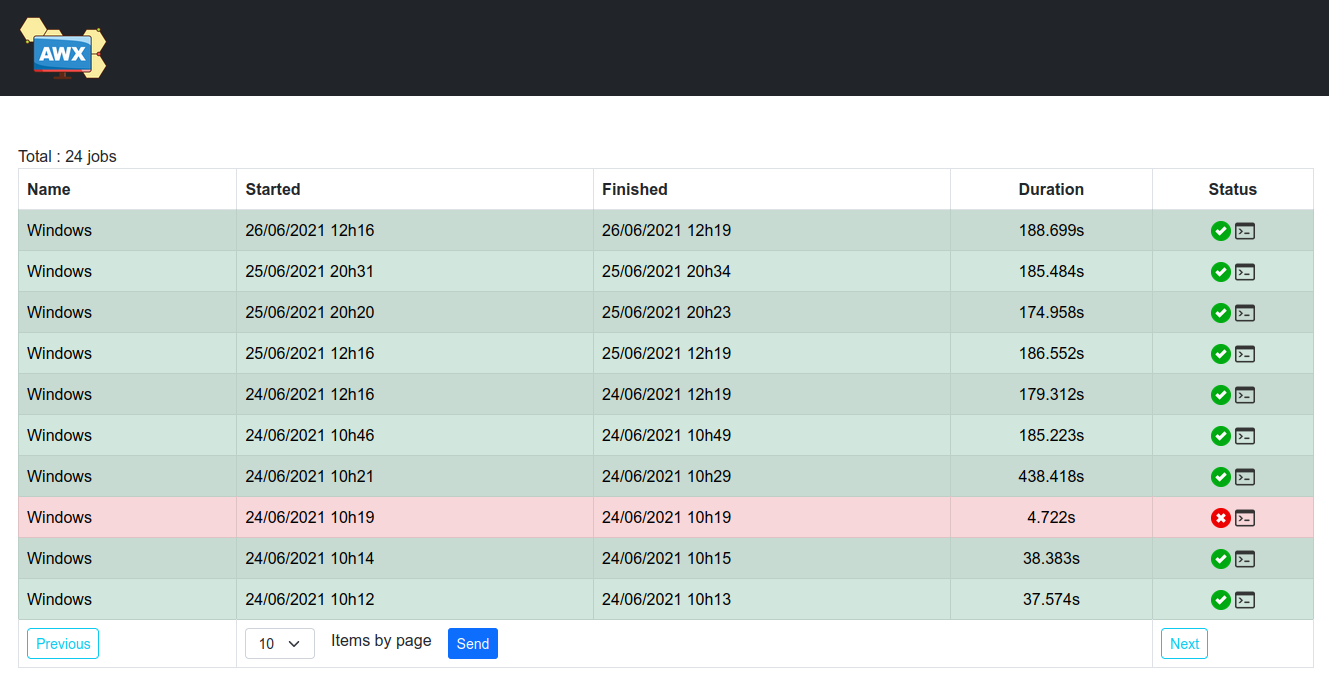 AWX
Total : 24 jobs
Name Started Finished Duration Status
Windows 26/06/2021 12h16 26/06/2021 12h19 188.699s
Windows 25/06/2021 20h31 25/06/2021 20h34 185.484s
Windows 25/06/2021 20h20 25/06/2021 20h23 174.958s
Windows 25/06/2021 12h16 25/06/2021 12h19 186.552s
Windows 24/06/2021 12h16 24/06/2021 12h19 179.312s
Windows 24/06/2021 10h46 24/06/2021 10h49 185.223s
Windows 24/06/2021 10h21 24/06/2021 10h29 438.418s
Windows 24/06/2021 10h19 24/06/2021 10h19 4.722s
Windows 24/06/2021 10h14 24/06/2021 10h15 38.383s
Windows 24/06/2021 10h12 24/06/2021 10h13 37.574s
Previous 10 Items by page Send Next